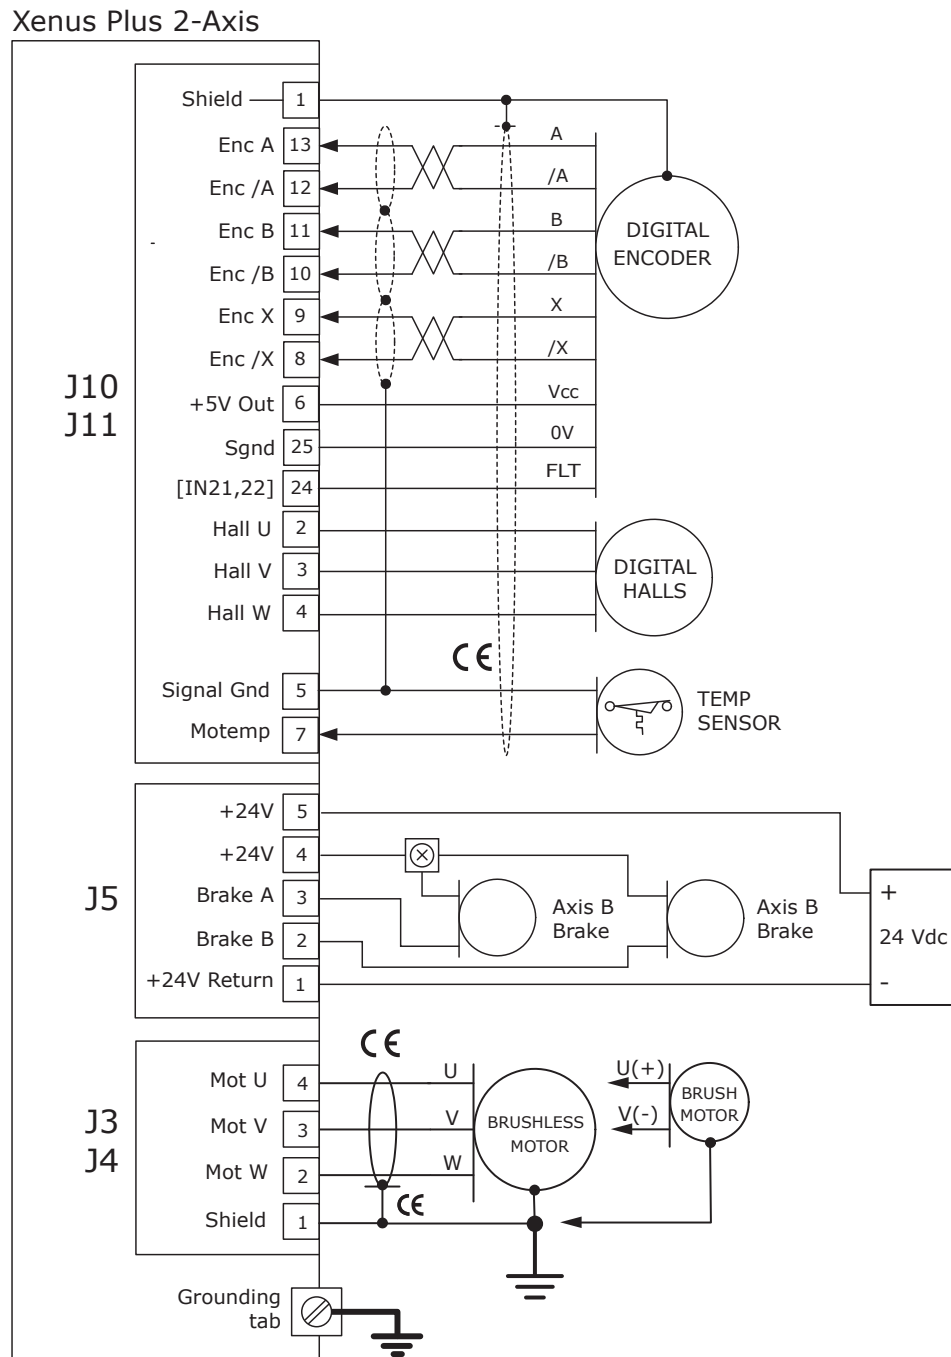 Xenus Plus 2-Axis
Shield 1
Enc A 13 A
Enc /A 12 /A
Enc B 11 B
Enc /B 10 /B
Enc X 9 X
Enc /X 8 /X
DIGITAL
ENCODER
J10
J11
+5V Out 6 Vcc
Sgnd 25 0V
[IN21,22] 24 FLT
Hall U 2
Hall V 3
Hall W 4
DIGITAL
HALLS
CE
Signal Gnd 5
Motemp 7
TEMP
SENSOR
J5
+24V 5
+24V 4
Brake A 3
Brake B 2
+24V Return 1
Axis B
Brake
Axis B
Brake
+
24 Vdc
-
CE
J3
J4
Mot U 4 U
Mot V 3 V
Mot W 2 W
Shield 1
CE
BRUSHLESS
MOTOR
U(+)
V(-)
BRUSH
MOTOR
Grounding
tab